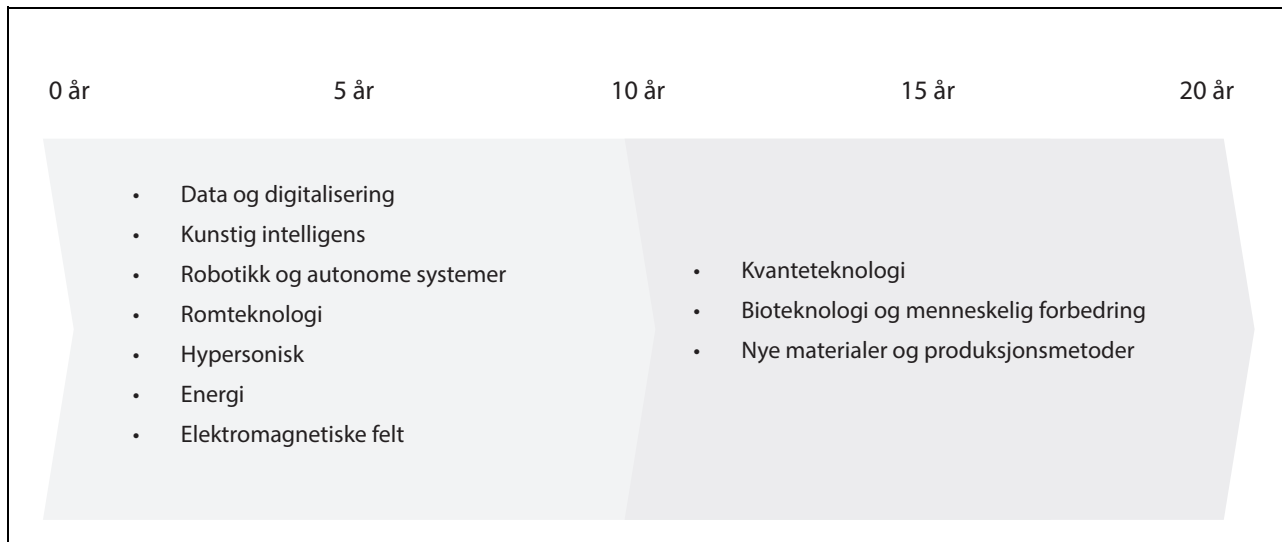 0 år 5 år 10 år 15 år 20 år
• Data og digitalisering
• Kunstig intelligens
• Robotikk og autonome systemer
• Romteknologi
• Hypersonisk
• Energi
• Elektromagnetiske felt
• Kvanteteknologi
• Bioteknologi og menneskelig forbedring
• Nye materialer og produksjonsmetoder